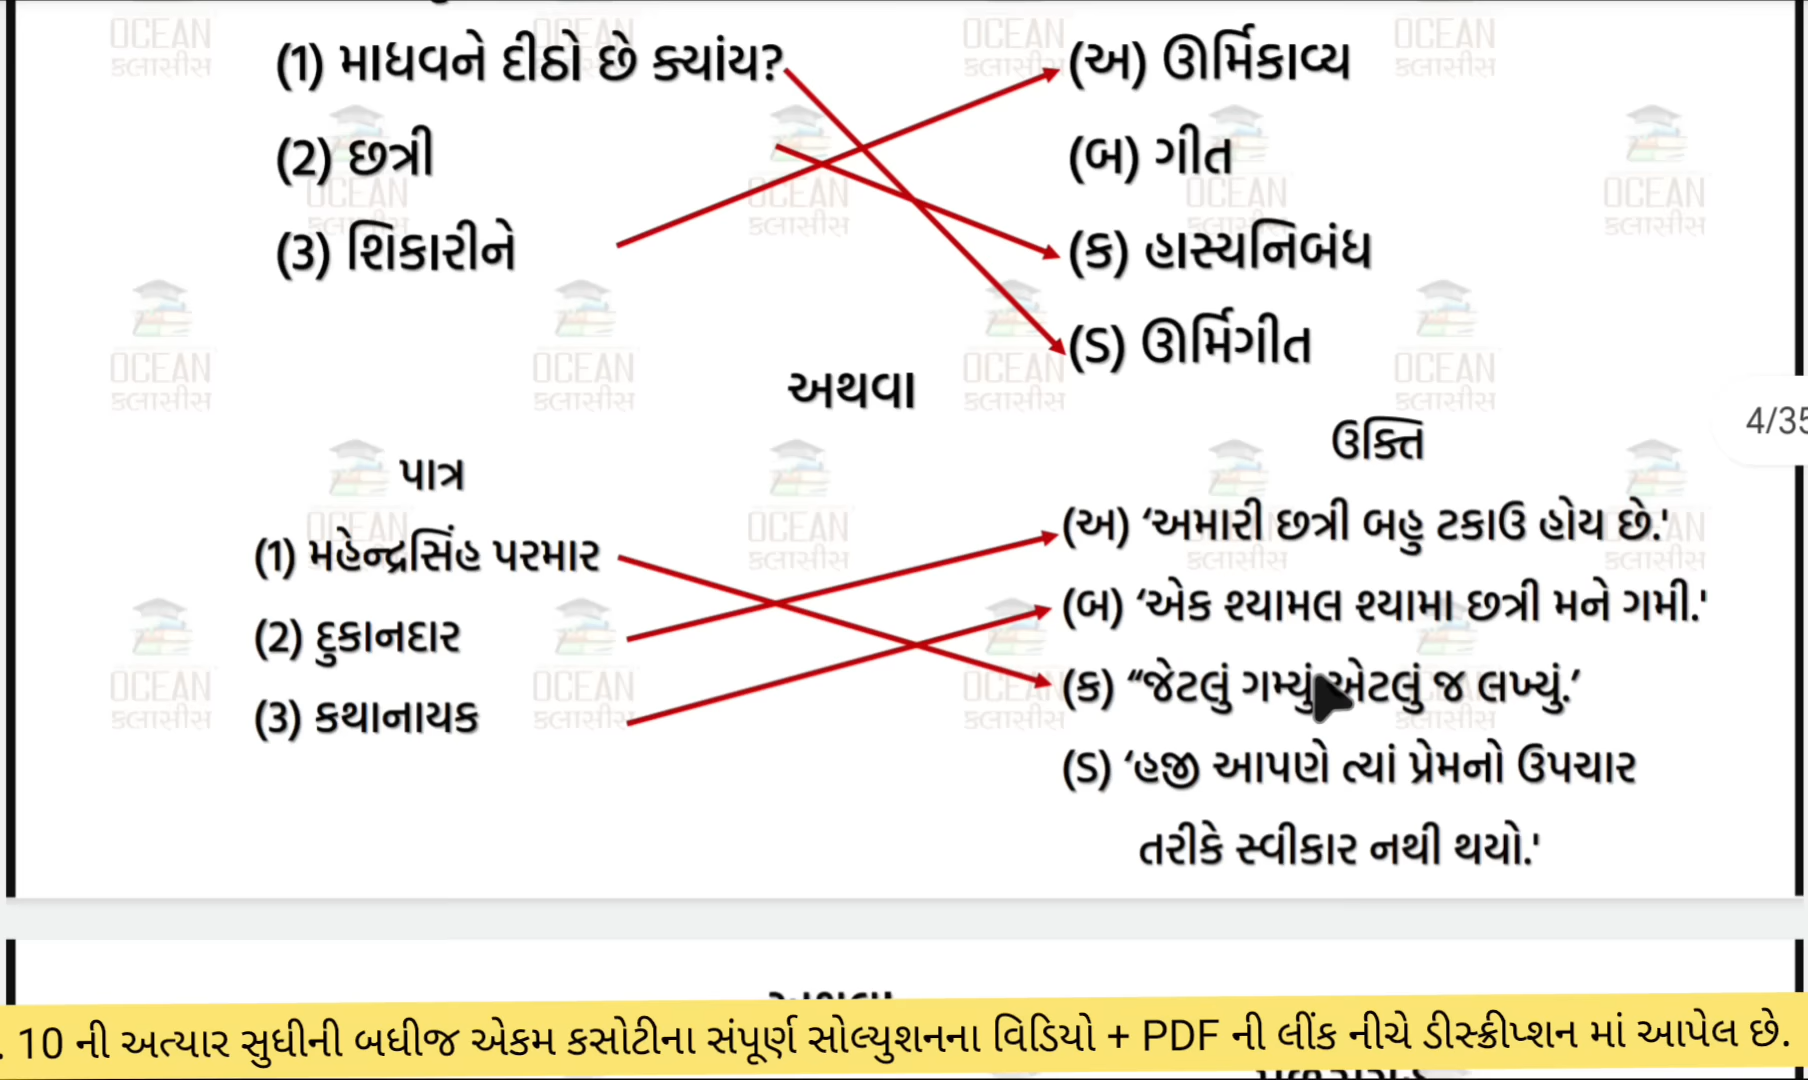 (1) માધવને દીઠો છે ક્યાંય?
(અ) ઊર્મિકાવ્ય
(2) છત્રી
(બ) ગીત
(3) શિકારીને
(ક) હાસ્યનિબંધ
(ડ) ઊર્મિગીત
અથવા
પાત્ર
ઉક્તિ
(1) મહેન્દ્રસિંહ પરમાર
(અ) ‘અમારી છત્રી બહુ ટકાઉ હોય છે.'
(2) દુકાનદાર
(બ) ‘એક શ્યામલ શ્યામા છત્રી મને ગમી.'
(3) કથાનાયક
(ક) “જેટલું ગમ્યું એટલું જ લખ્યું.’
(ડ) ‘હજી આપણે ત્યાં પ્રેમનો ઉપચાર
તરીકે સ્વીકાર નથી થયો.'
4/35
. 10 ની અત્યાર સુધીની બધીજ એકમ કસોટીના સંપૂર્ણ સોલ્યુશનના વિડિયો + PDF ની લીંક નીચે ડીસ્ક્રીપ્શન માં આપેલ છે.
OCEAN
ક્લાસીસ